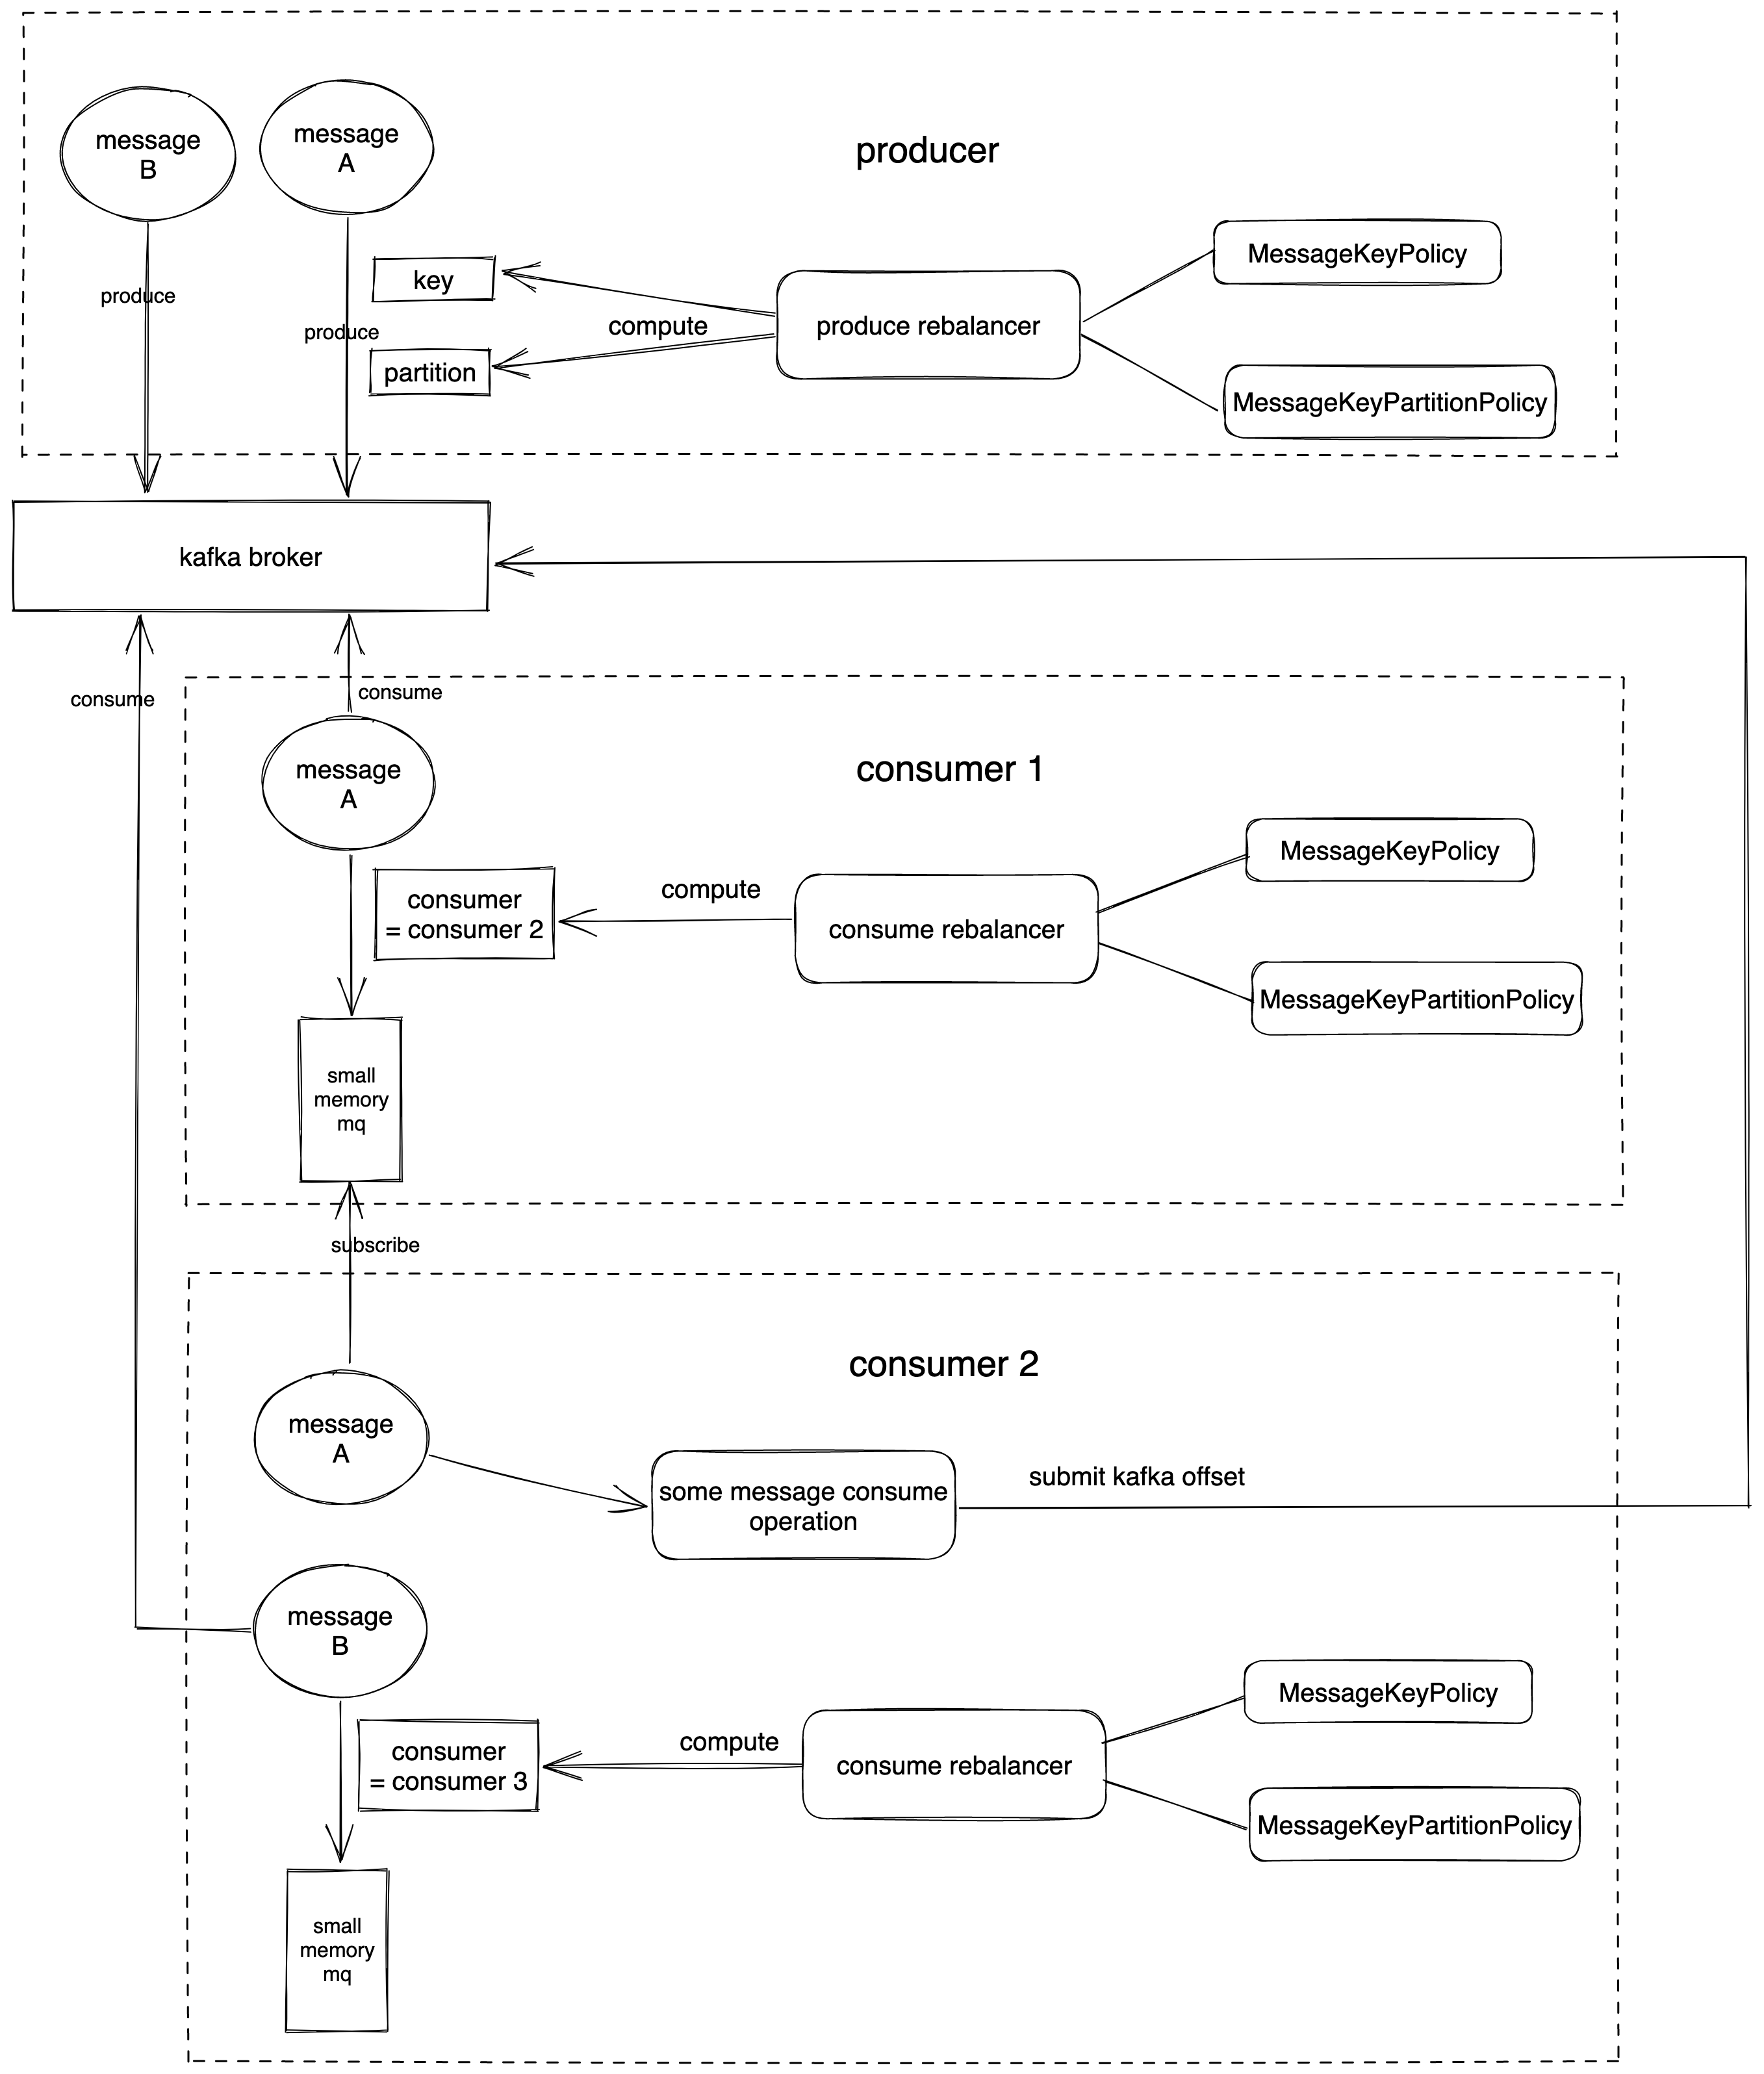 message
B
message
A
producer
MessageKeyPolicy
key
produce
compute
produce rebalancer
produce
partition
MessageKeyPartitionPolicy
kafka broker
consume
consume
message
A
consumer 1
MessageKeyPolicy
consumer
= consumer 2
compute
consume rebalancer
MessageKeyPartitionPolicy
small
memory
mq
subscribe
consumer 2
message
A
some message consume
operation
submit kafka offset
message
B
MessageKeyPolicy
consumer
= consumer 3
compute
consume rebalancer
MessageKeyPartitionPolicy
small
memory
mq